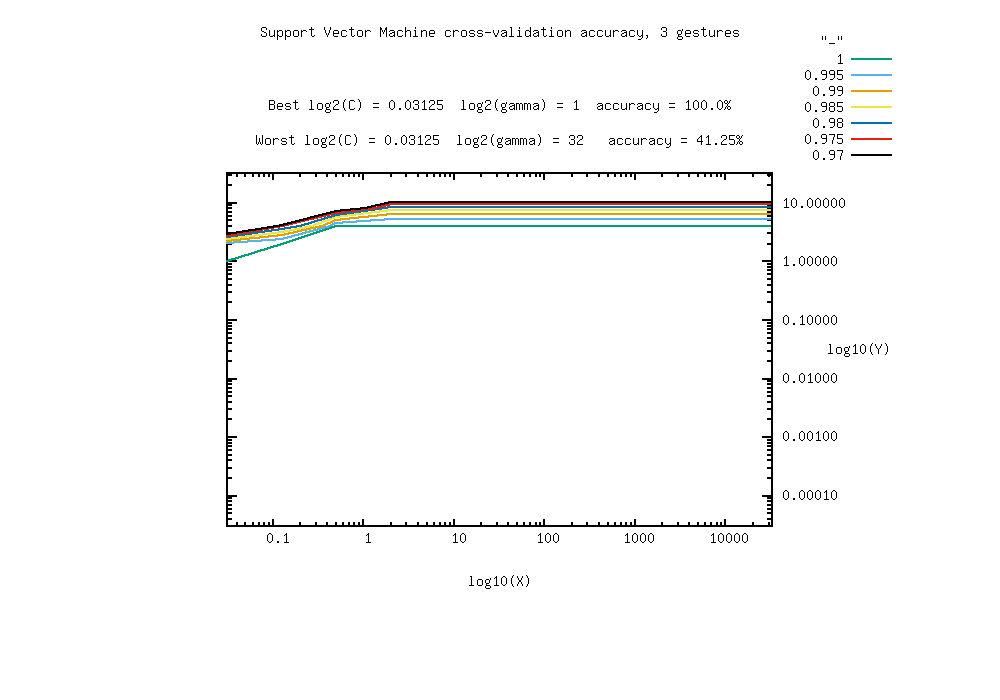 Support Vector Machine cross-validation accuracy, 3 gestures
"_"
1
0.995
0.99
0.985
0.98
0.975
0.97
Best log2(C) = 0.03125  log2(gamma) = 1  accuracy = 100.0%
Worst log2(C) = 0.03125  log2(gamma) = 32   accuracy = 41.25%
10.00000
1.00000
0.10000
log10(Y)
0.01000
0.00100
0.00010
0.1 1 10 100 1000 10000
log10(X)